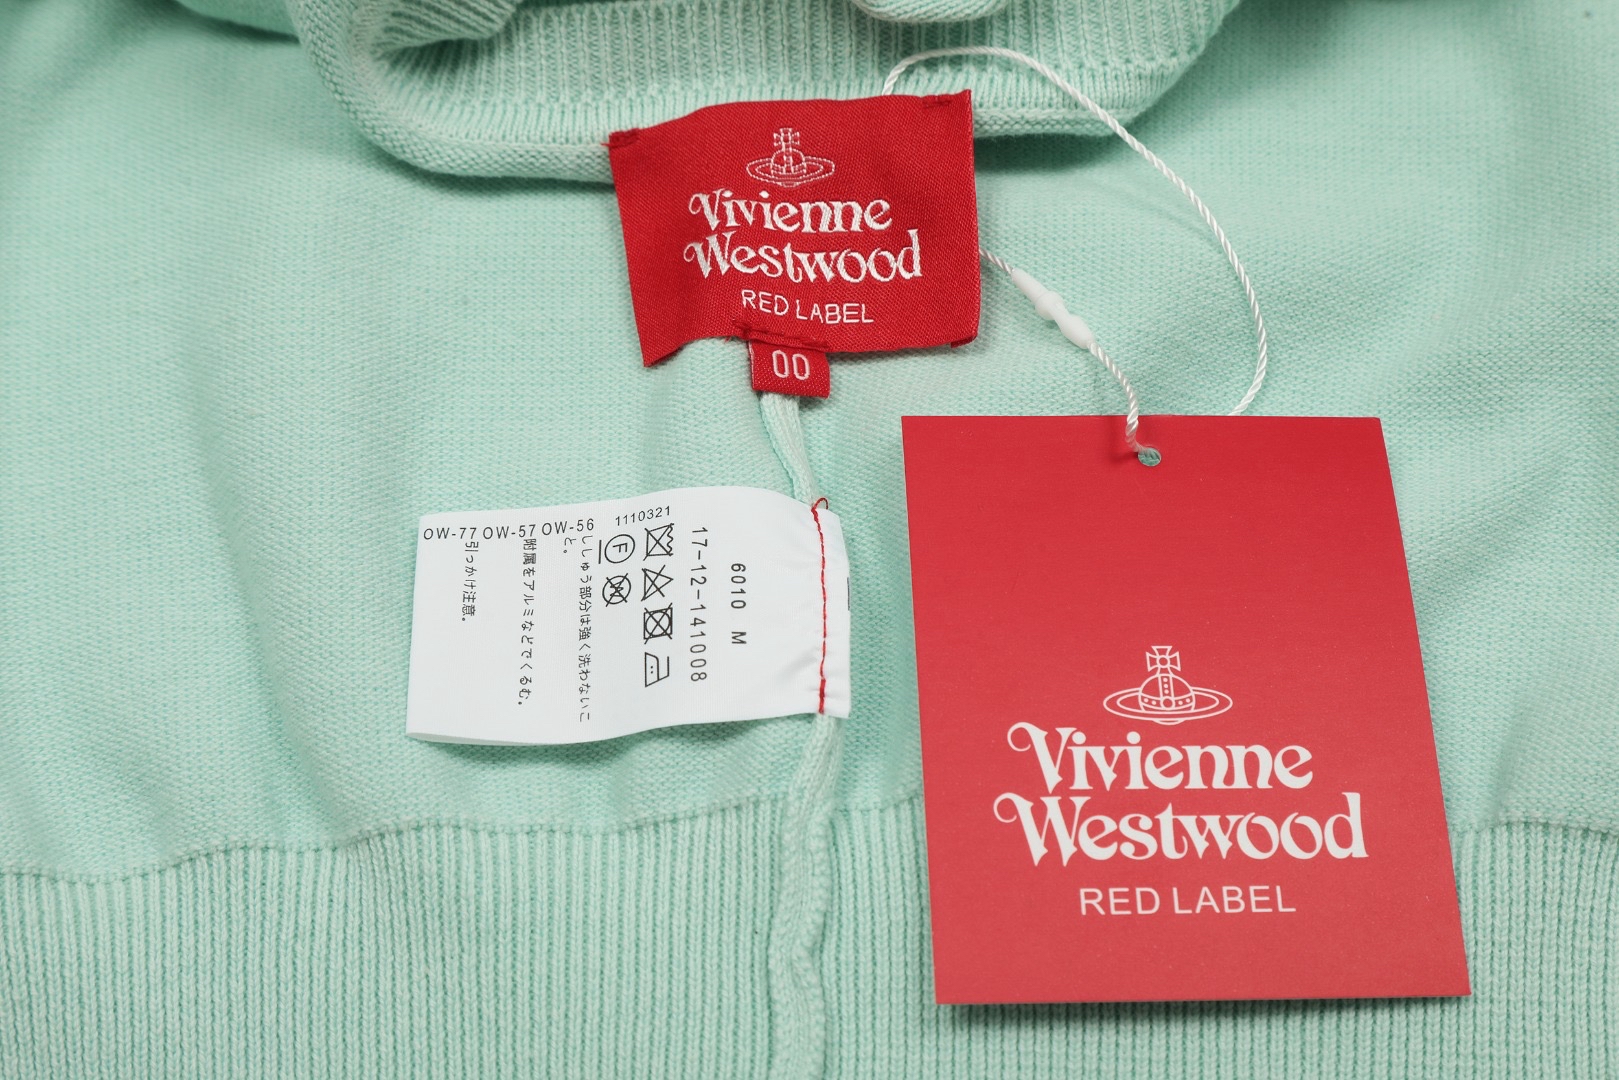 Vivienne
Westwood
RED LABEL
00
6010 M
17-12-141008
1110321
OW-77 OW-57 OW-56
F
W
ししゅう部分は強く洗わないこ
と。
附属をアルミなどでくるむ。
引っかけ注意。
Vivienne
Westwood
RED LABEL